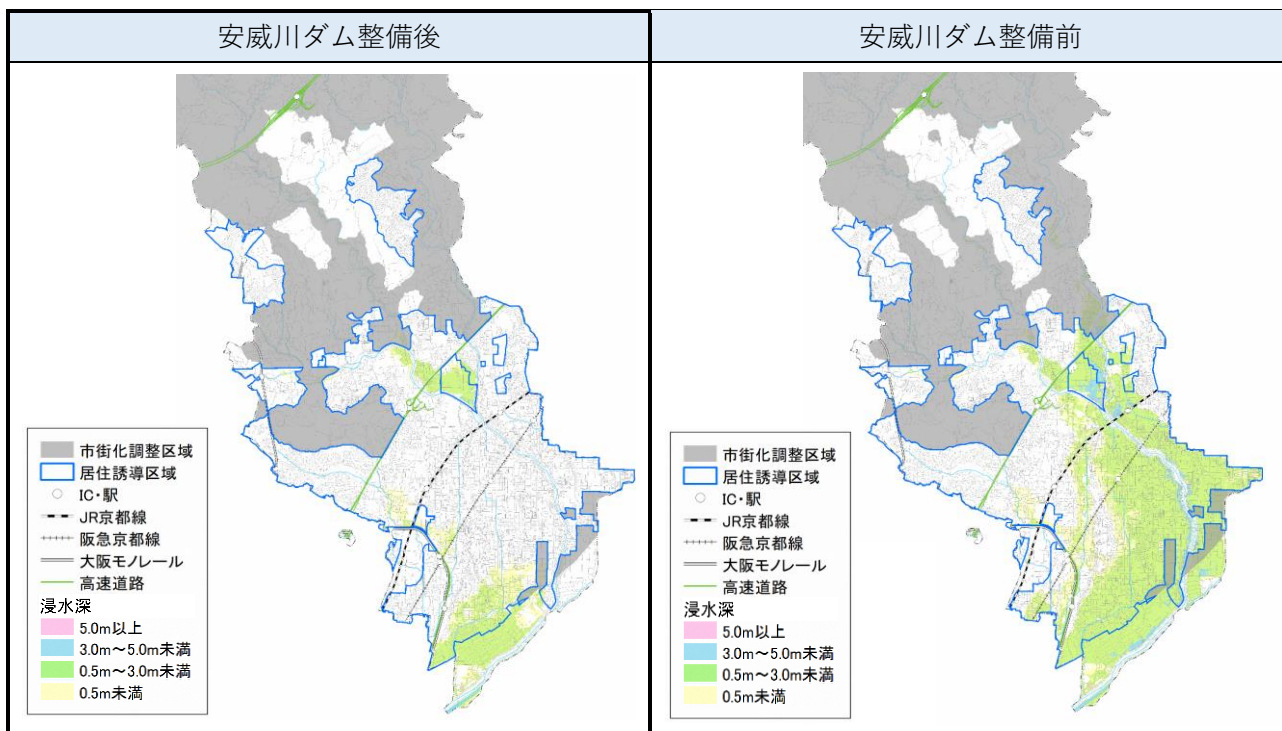 安威川ダム整備後
安威川ダム整備前
市街化調整区域
居住誘導区域
IC・駅
JR京都線
阪急京都線
大阪モノレール
高速道路
浸水深
5.0m以上
3.0m～5.0m未満
0.5m～3.0m未満
0.5m未満
市街化調整区域
居住誘導区域
IC・駅
JR京都線
阪急京都線
大阪モノレール
高速道路
浸水深
5.0m以上
3.0m～5.0m未満
0.5m～3.0m未満
0.5m未満